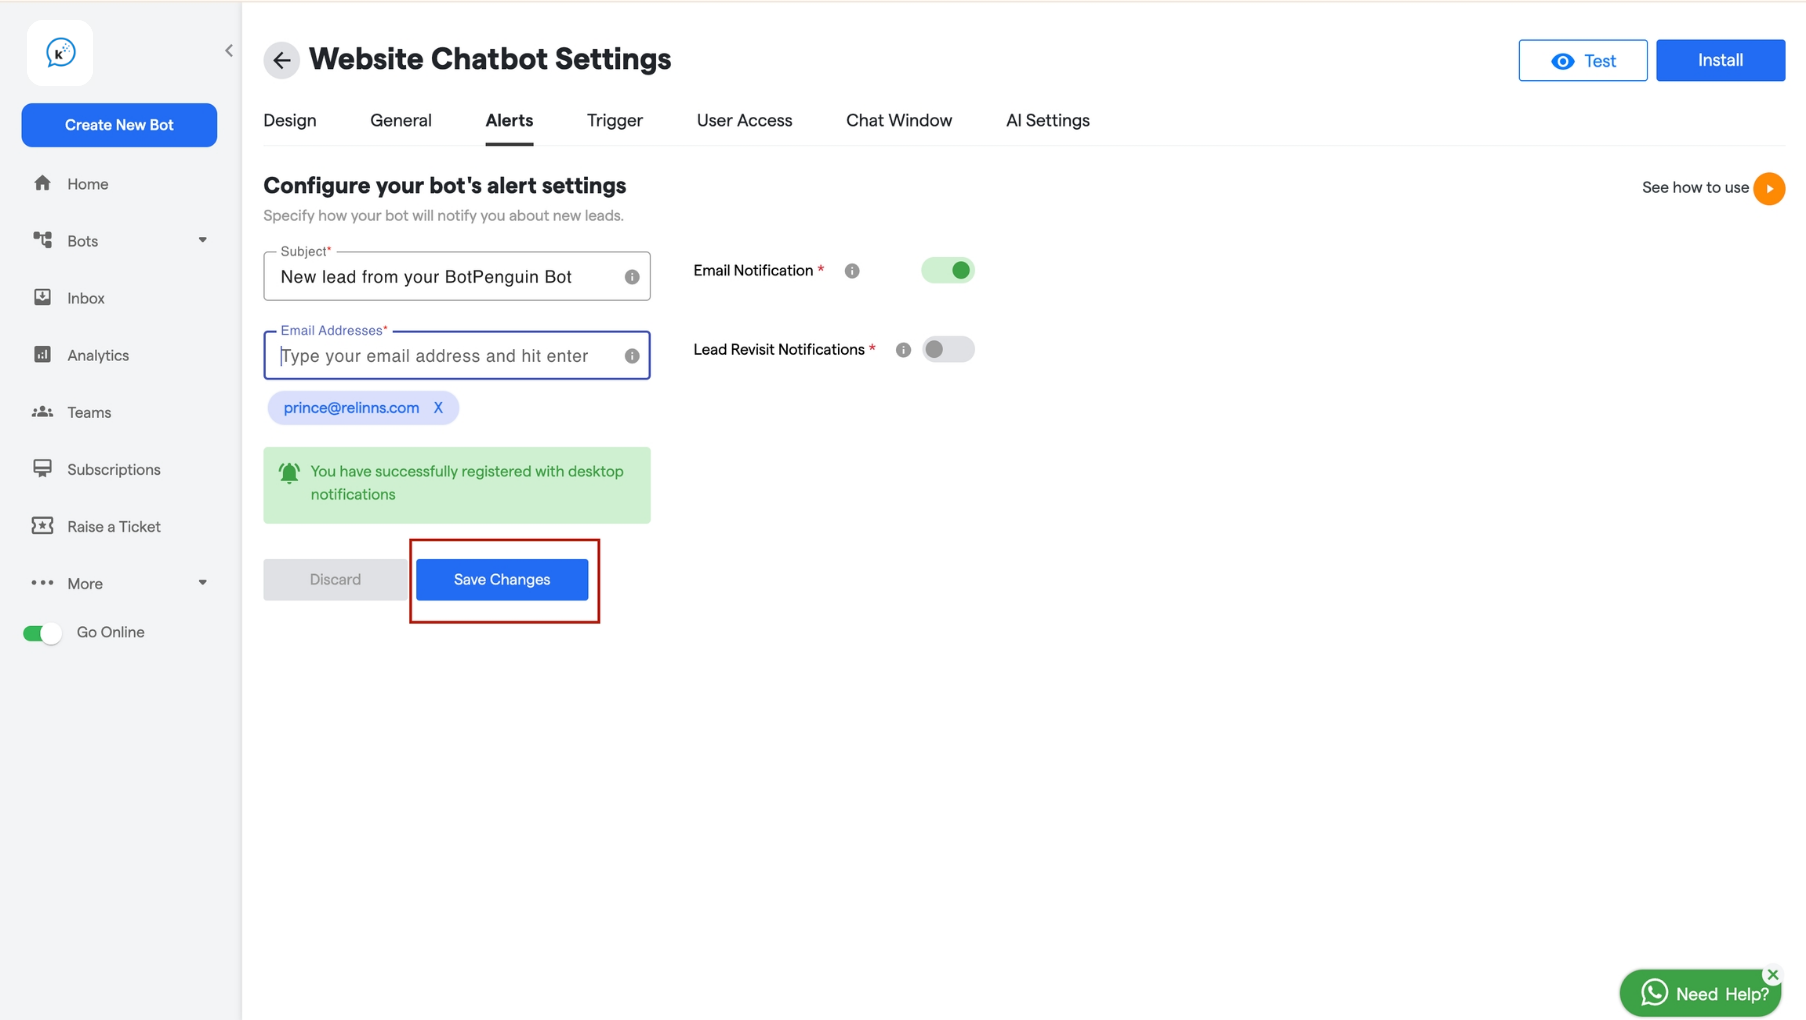 K
Create New Bot
Home
Bots
Inbox
Analytics
Teams
Subscriptions
Raise a Ticket
More
Go Online
Website Chatbot Settings
Test
Install
Design
General
Alerts
Trigger
User Access
Chat Window
AI Settings
Configure your bot's alert settings
Specify how your bot will notify you about new leads.
See how to use
Subject*
New lead from your BotPenguin Bot
Email Notification *
Email Addresses*
Type your email address and hit enter
Lead Revisit Notifications *
prince@relinns.com X
You have successfully registered with desktop
notifications
Discard
Save Changes
Need Help?